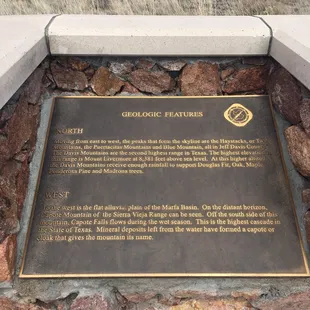 GEOLOGIC FEATURES
NORTH
Moving from east to west, the peaks that form the skyline are the Haystacks, or
Mountains, the Puertacitas Mountains and Blue Mountain, all in Jeff Davis County.
The Davis Mountains are the second highest range in Texas. The highest elevation
in the range is Mount Livermore at 8,381 feet above sea level. At this higher elevation
the Davis Mountains receive enough rainfall to support Douglas Fir, Oak, Maple,
Ponderosa Pine and Madrona trees.
WEST
To the west is the flat alluvial plain of the Marfa Basin. On the distant horizon,
the Mountain of the Sierra Vieja Range can be seen. Off the south side of this
mountain, Capote Falls flows during the wet season. This is the highest cascade in
the State of Texas. Mineral deposits left from the water have formed a capote or
cloak that gives the mountain its name.